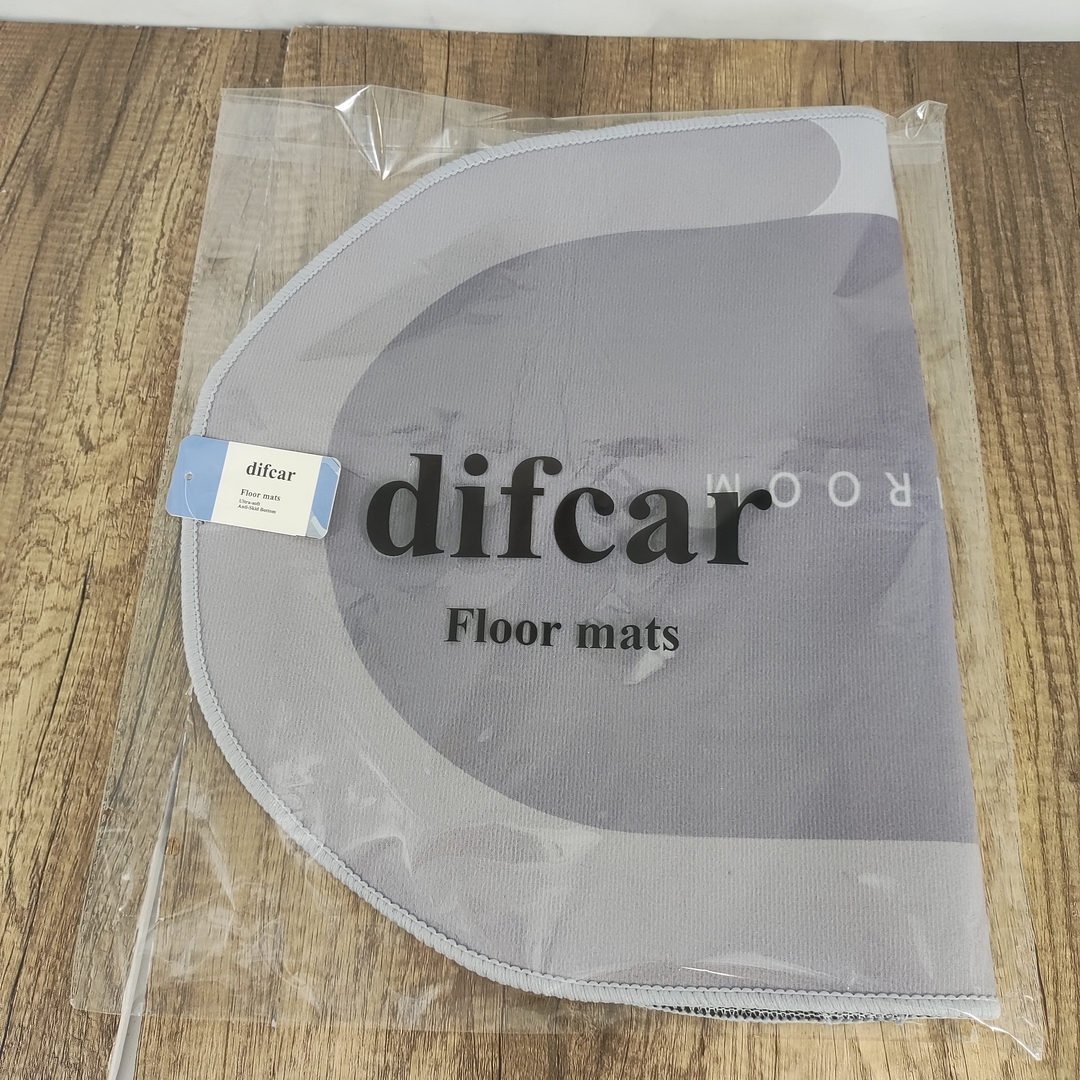 difcar
Floor mats
Ultra-soft
Anti-Skid Bottom
difcar
Floor mats
ROOM